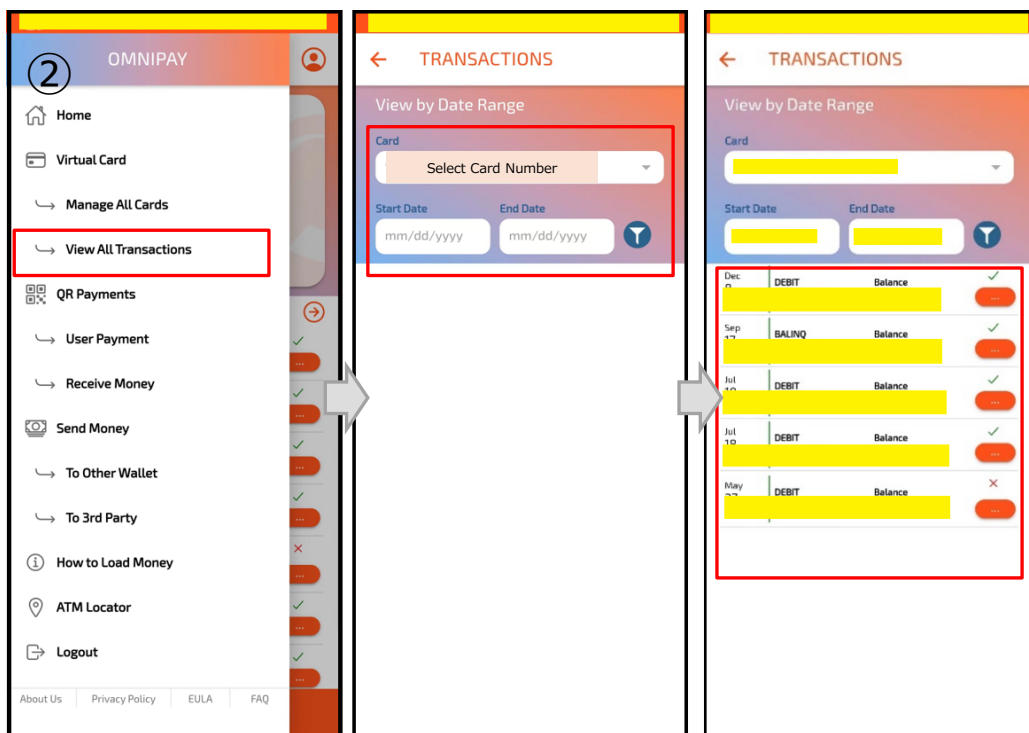 ②
OMNIPAY
Home
Virtual Card
Manage All Cards
View All Transactions
QR Payments
User Payment
Receive Money
Send Money
To Other Wallet
To 3rd Party
How to Load Money
ATM Locator
Logout
About Us Privacy Policy EULA FAQ
TRANSACTIONS
View by Date Range
Card
Select Card Number
Start Date End Date
mm/dd/yyyy mm/dd/yyyy
TRANSACTIONS
View by Date Range
Card
Start Date End Date
Dec DEBIT Balance
...
Sep BALINQ Balance
...
Jul DEBIT Balance
...
Jul DEBIT Balance
...
May DEBIT Balance
...